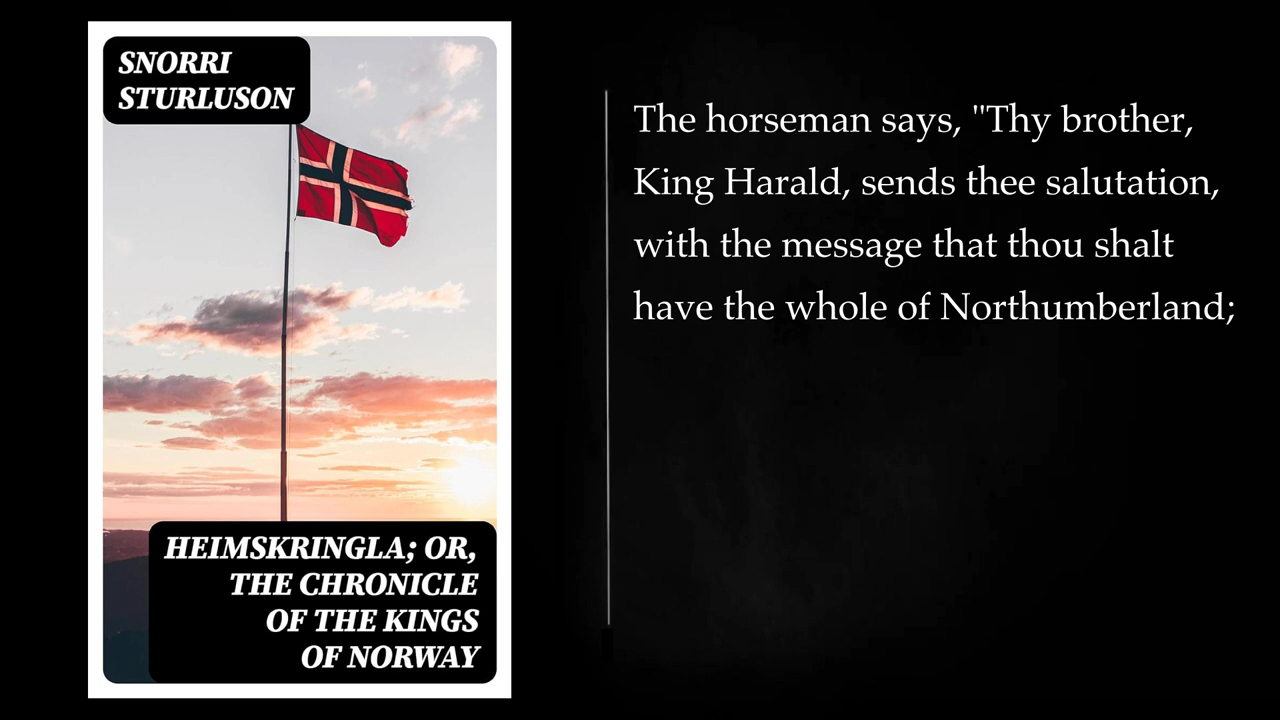 SNORRI
STURLUSON
HEIMSKRINGLA; OR,
THE CHRONICLE
OF THE KINGS
OF NORWAY
The horseman says, "Thy brother,
King Harald, sends thee salutation,
with the message that thou shalt
have the whole of Northumberland;